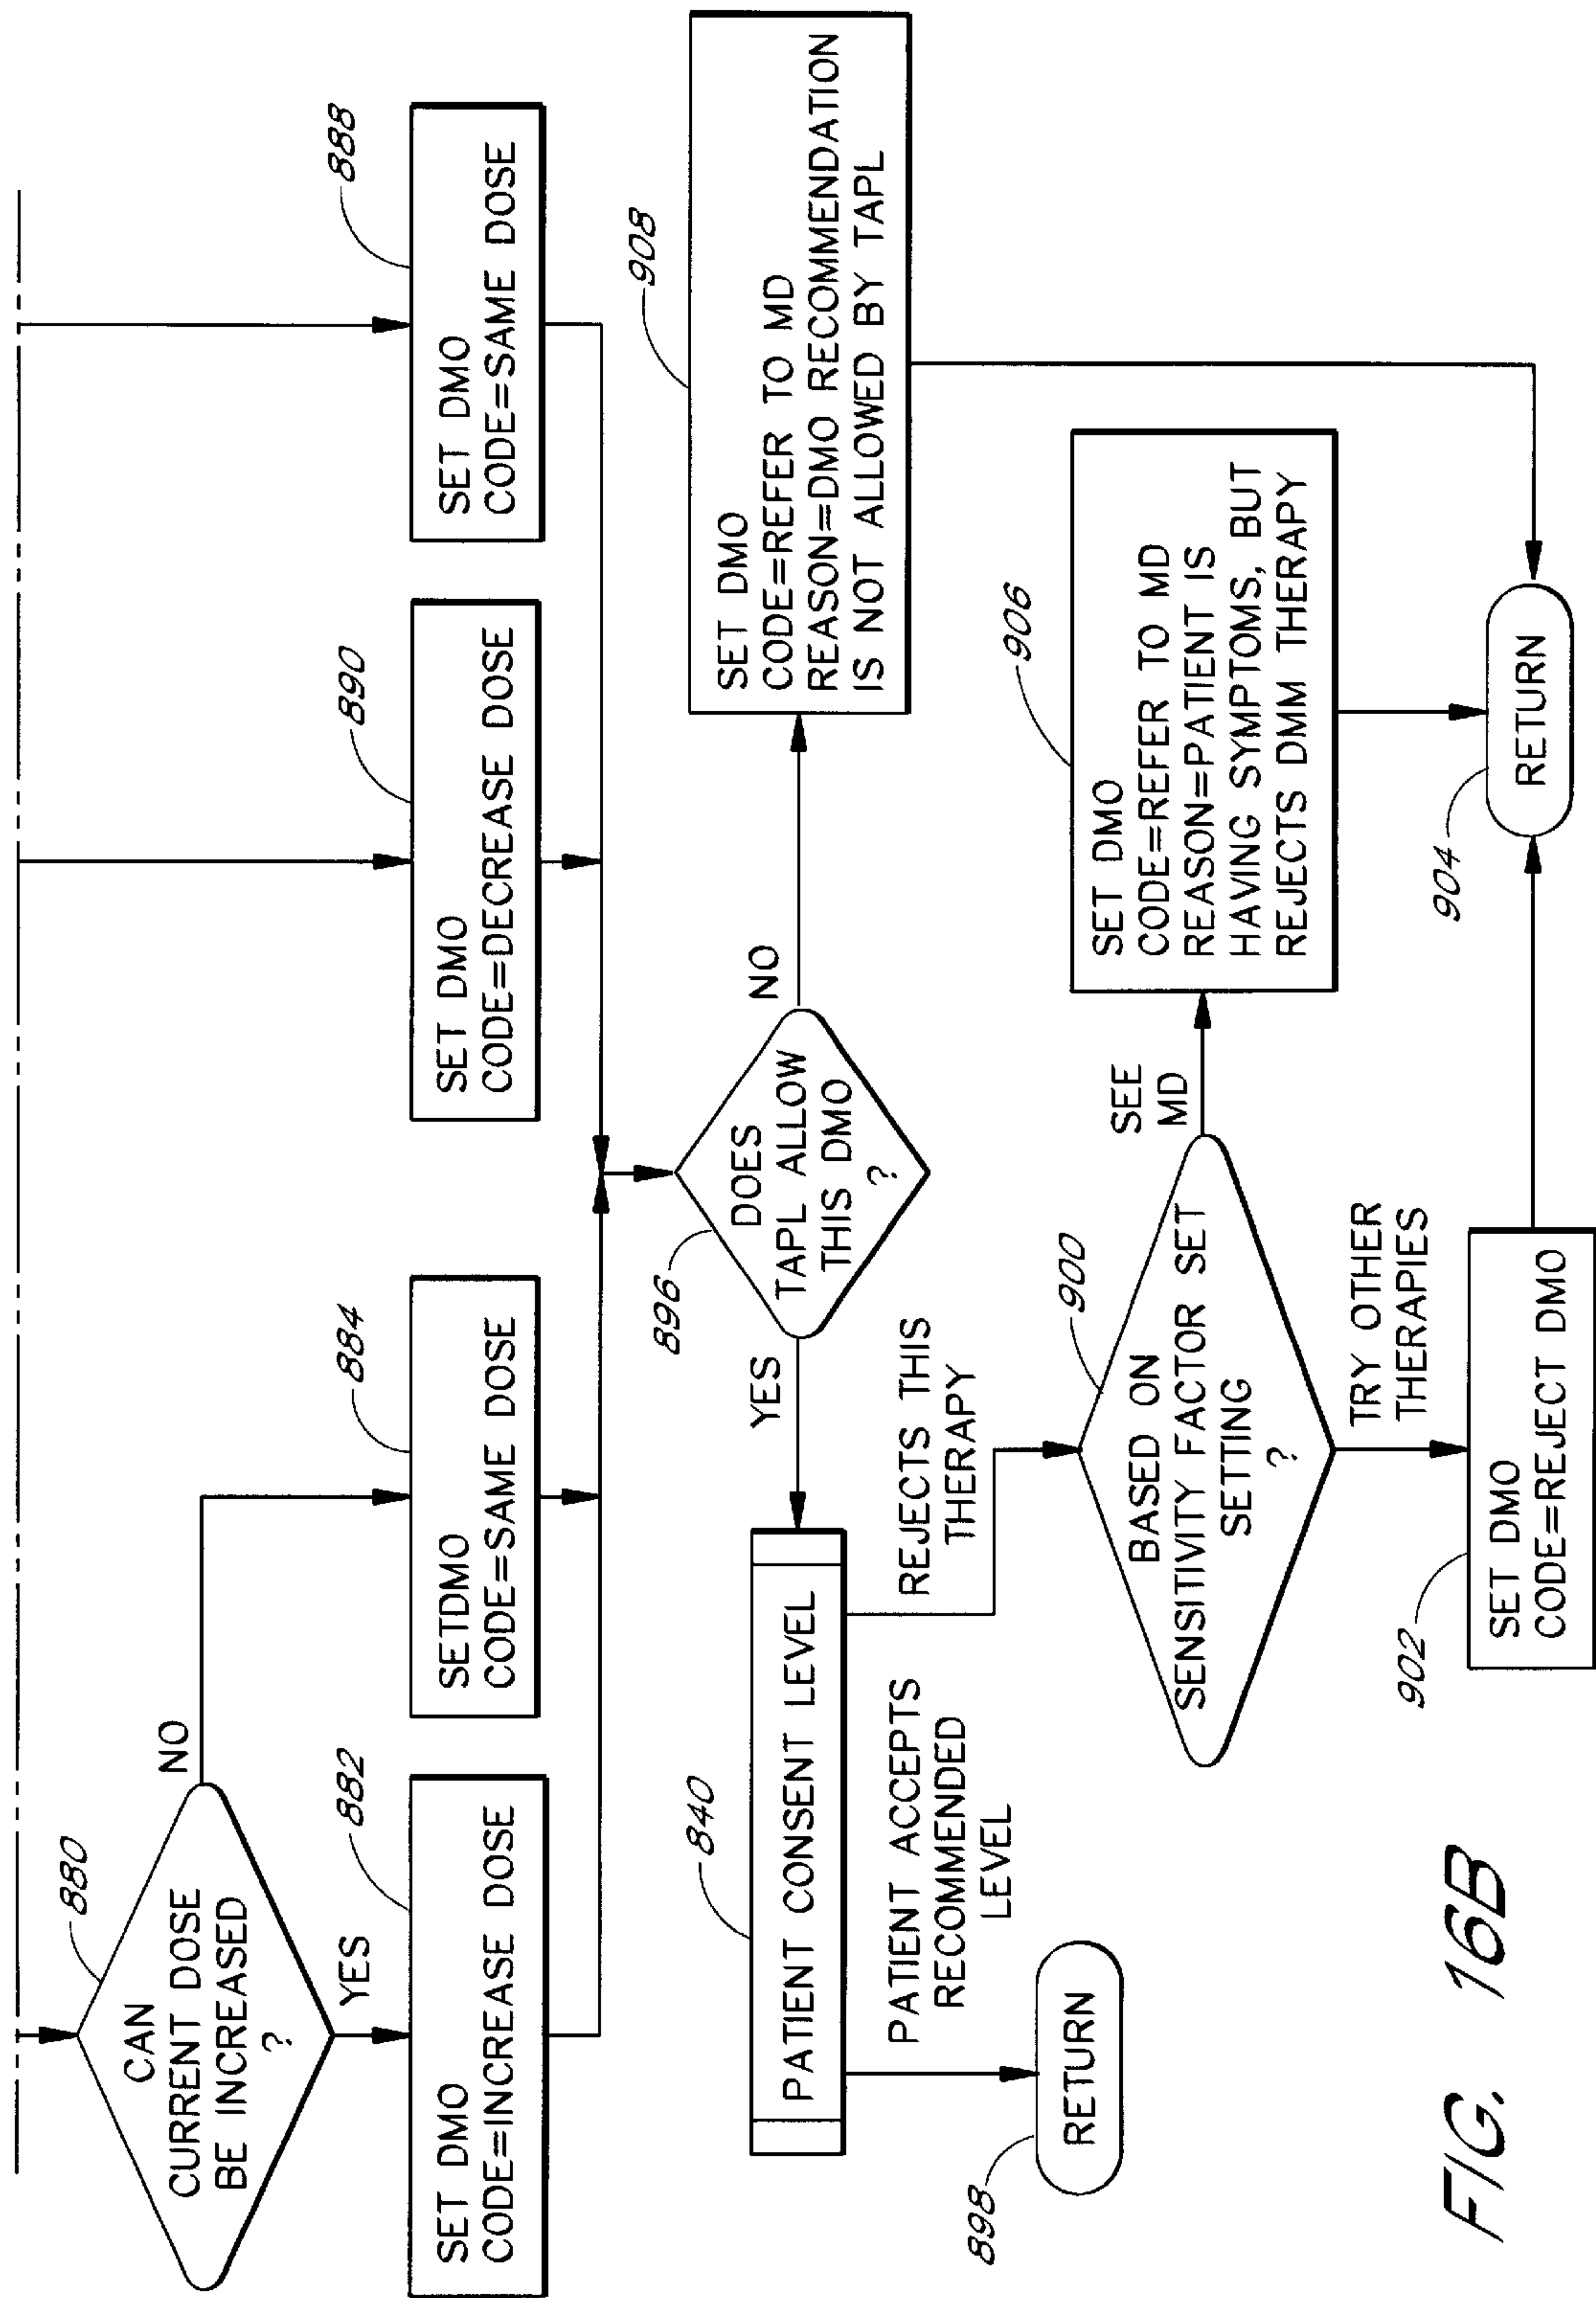 880
CAN
CURRENT DOSE
BE INCREASED
?
NO
YES
882
SET DMO
CODE=INCREASE DOSE
884
SETDMO
CODE=SAME DOSE
890
SET DMO
CODE=DECREASE DOSE
888
SET DMO
CODE=SAME DOSE
896
DOES
TAPL ALLOW
THIS DMO
?
YES
NO
908
SET DMO
CODE=REFER TO MD
REASON=DMO RECOMMENDATION
IS NOT ALLOWED BY TAPL
840
PATIENT CONSENT LEVEL
PATIENT ACCEPTS
RECOMMENDED
LEVEL
REJECTS THIS
THERAPY
898
RETURN
900
BASED ON
SENSITIVITY FACTOR SET
SETTING
?
SEE
MD
TRY OTHER
THERAPIES
906
SET DMO
CODE=REFER TO MD
REASON=PATIENT IS
HAVING SYMPTOMS, BUT
REJECTS DMM THERAPY
902
SET DMO
CODE=REJECT DMO
904
RETURN
FIG. 16B